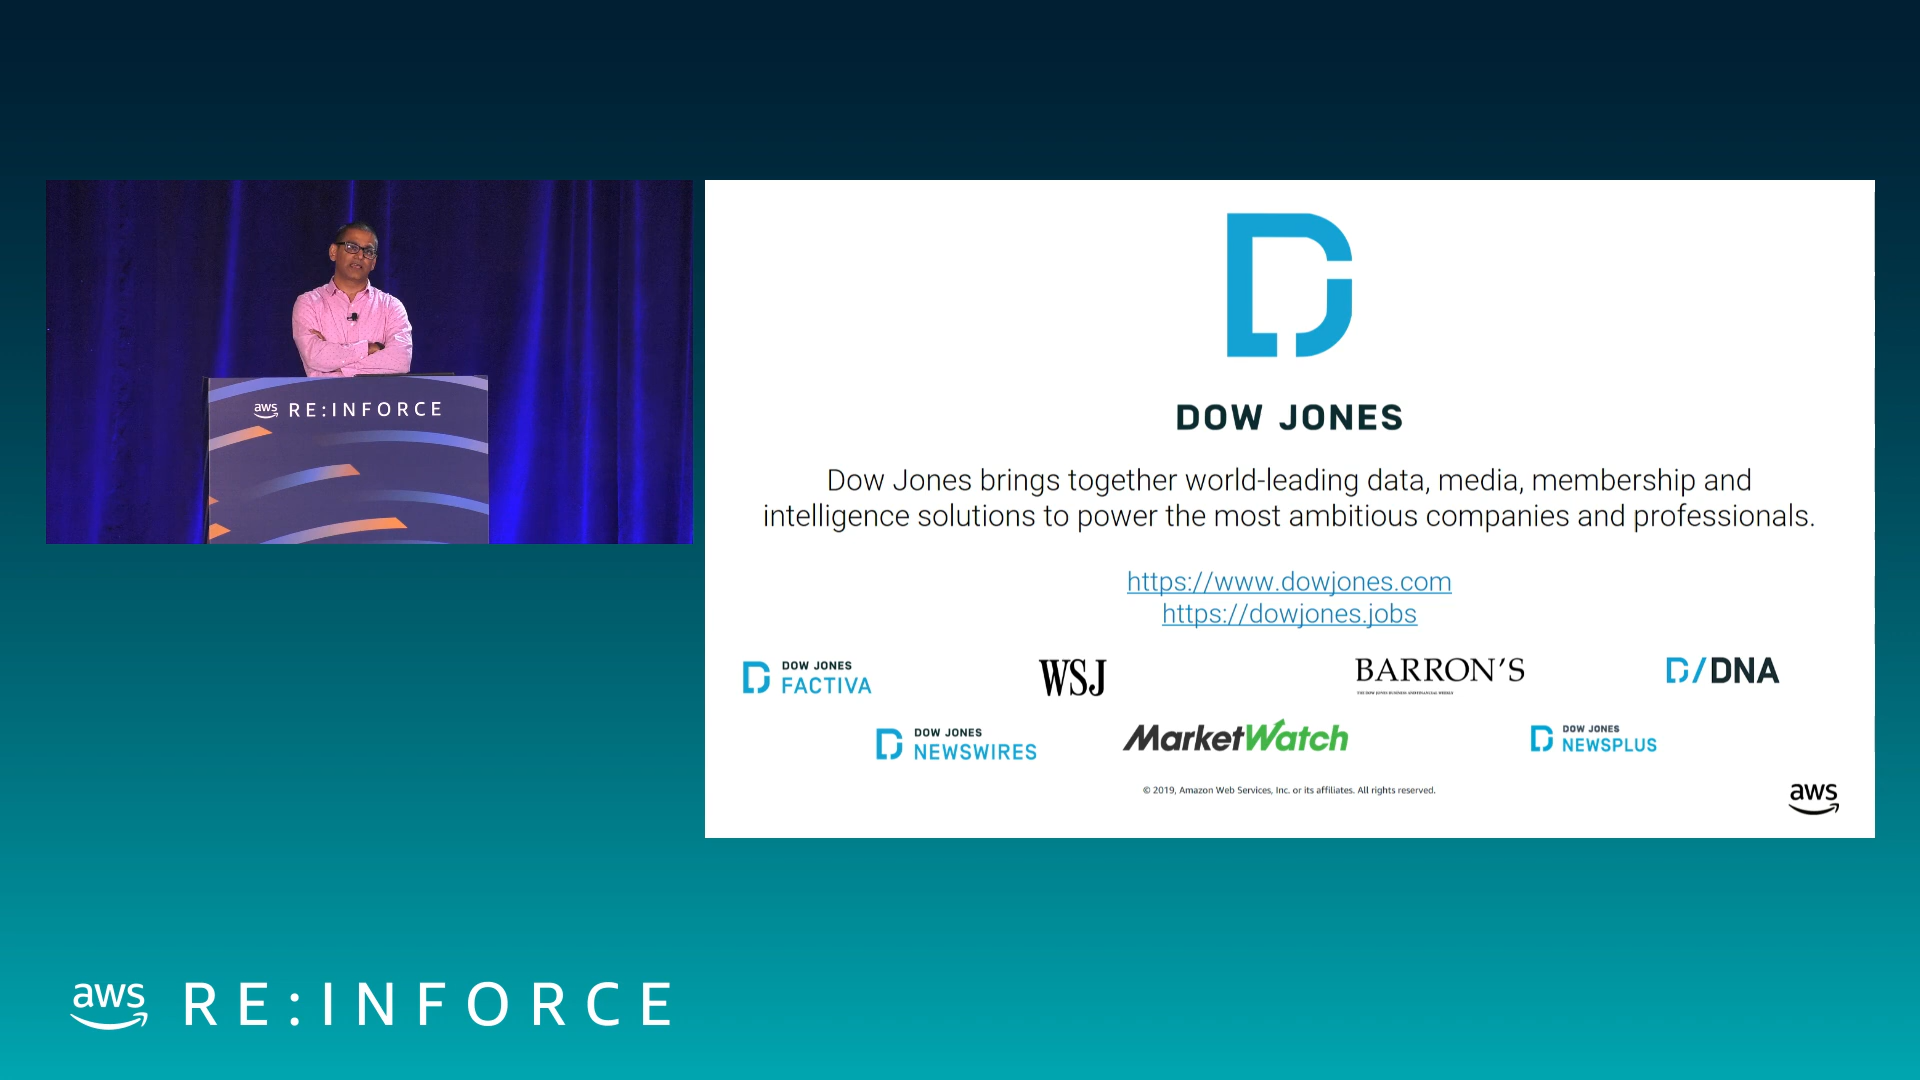 aws RE:INFORCE
DOW JONES
Dow Jones brings together world-leading data, media, membership and
intelligence solutions to power the most ambitious companies and professionals.
https://www.dowjones.com
https://dowjones.jobs
DOW JONES
FACTIVA
WSJ
BARRON'S
D/DNA
DOW JONES
NEWSWIRES
MarketWatch
DOW JONES
NEWSPLUS
© 2019, Amazon Web Services, Inc. or its affiliates. All rights reserved.
aws
aws RE:INFORCE